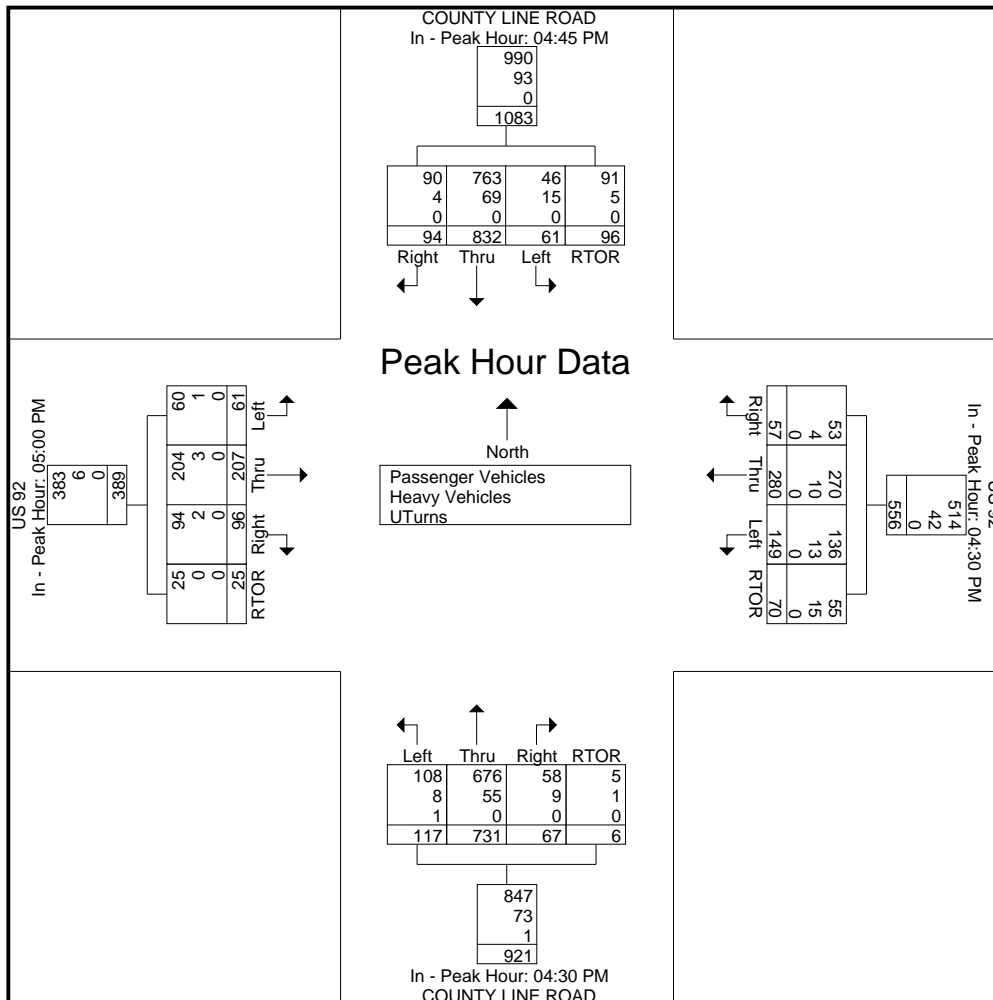 COUNTY LINE ROAD
In - Peak Hour: 04:45 PM
990
93
0
1083
90 763 46 91
4 69 15 5
0 0 0 0
94 832 61 96
Right Thru Left RTOR
Peak Hour Data
North
Passenger Vehicles
Heavy Vehicles
UTurns
US 92
In - Peak Hour: 05:00 PM
383
6
0
389
60 1 0 61 Left
204 3 0 207 Thru
94 2 0 96 Right
25 0 0 25 RTOR
Right 57 0 4 53
Thru 280 0 10 270
Left 149 0 13 136
RTOR 70 0 15 55
514
42
0
556
US 92
In - Peak Hour: 04:30 PM
Left Thru Right RTOR
108 676 58 5
8 55 9 1
1 0 0 0
117 731 67 6
847
73
1
921
In - Peak Hour: 04:30 PM
COUNTY LINE ROAD